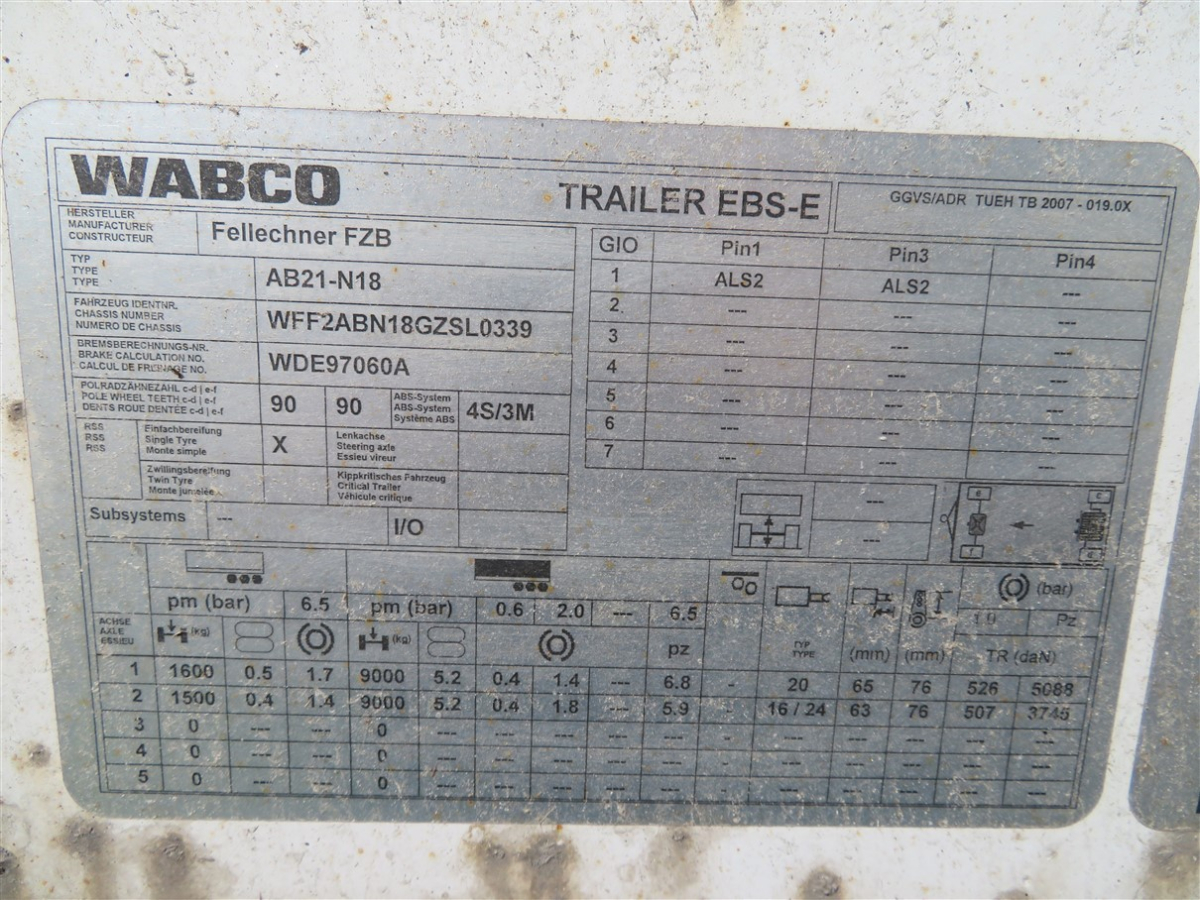 WABCO
TRAILER EBS-E
GGVS/ADR TUEH TB 2007 - 019.0X
HERSTELLER
MANUFACTURER
CONSTRUCTEUR
Fellechner FZB
TYP
TYPE
TYPE
AB21-N18
FAHRZEUG IDENTNR.
CHASSIS NUMBER
NUMERO DE CHASSIS
WFF2ABN18GZSL0339
BREMSBERECHNUNGS-NR.
BRAKE CALCULATION NO.
CALCUL DE FREINAGE NO.
WDE97060A
POLRADZÄHNEZAHL c-d | e-f
POLE WHEEL TEETH c-d | e-f
DENTS ROUE DENTÉE c-d | e-f
90 90
ABS-System
ABS-System
Système ABS
4S/3M
RSS
RSS
RSS
Einfachbereifung
Single Tyre
Monte simple
X
Lenkachse
Steering axle
Essieu vireur
Zwillingsbereifung
Twin Tyre
Monte jumelée
Kippkritisches Fahrzeug
Critical Trailer
Véhicule critique
Subsystems ---
I/O
GIO Pin1 Pin3 Pin4
1 ALS2 ALS2 ---
2 --- --- ---
3 --- --- ---
4 --- --- ---
5 --- --- ---
6 --- --- ---
7 --- --- ---
---
---
e c
f d
pm (bar) 6.5 pm (bar) 0.6 2.0 --- 6.5
(bar)
1.0 Pz
ACHSE
AXLE
ESSIEU
(kg) (kg) pz
TYP
TYPE
(mm) (mm) TR (daN)
1 1600 0.5 1.7 9000 5.2 0.4 1.4 --- 6.8 - 20 65 76 526 5088
2 1500 0.4 1.4 9000 5.2 0.4 1.8 --- 5.9 - 16 / 24 63 76 507 3745
3 0 --- --- 0 --- --- --- --- --- - --- --- --- --- ---
4 0 --- --- 0 --- --- --- --- --- - --- --- --- --- ---
5 0 --- --- 0 --- --- --- --- --- - --- --- --- --- ---